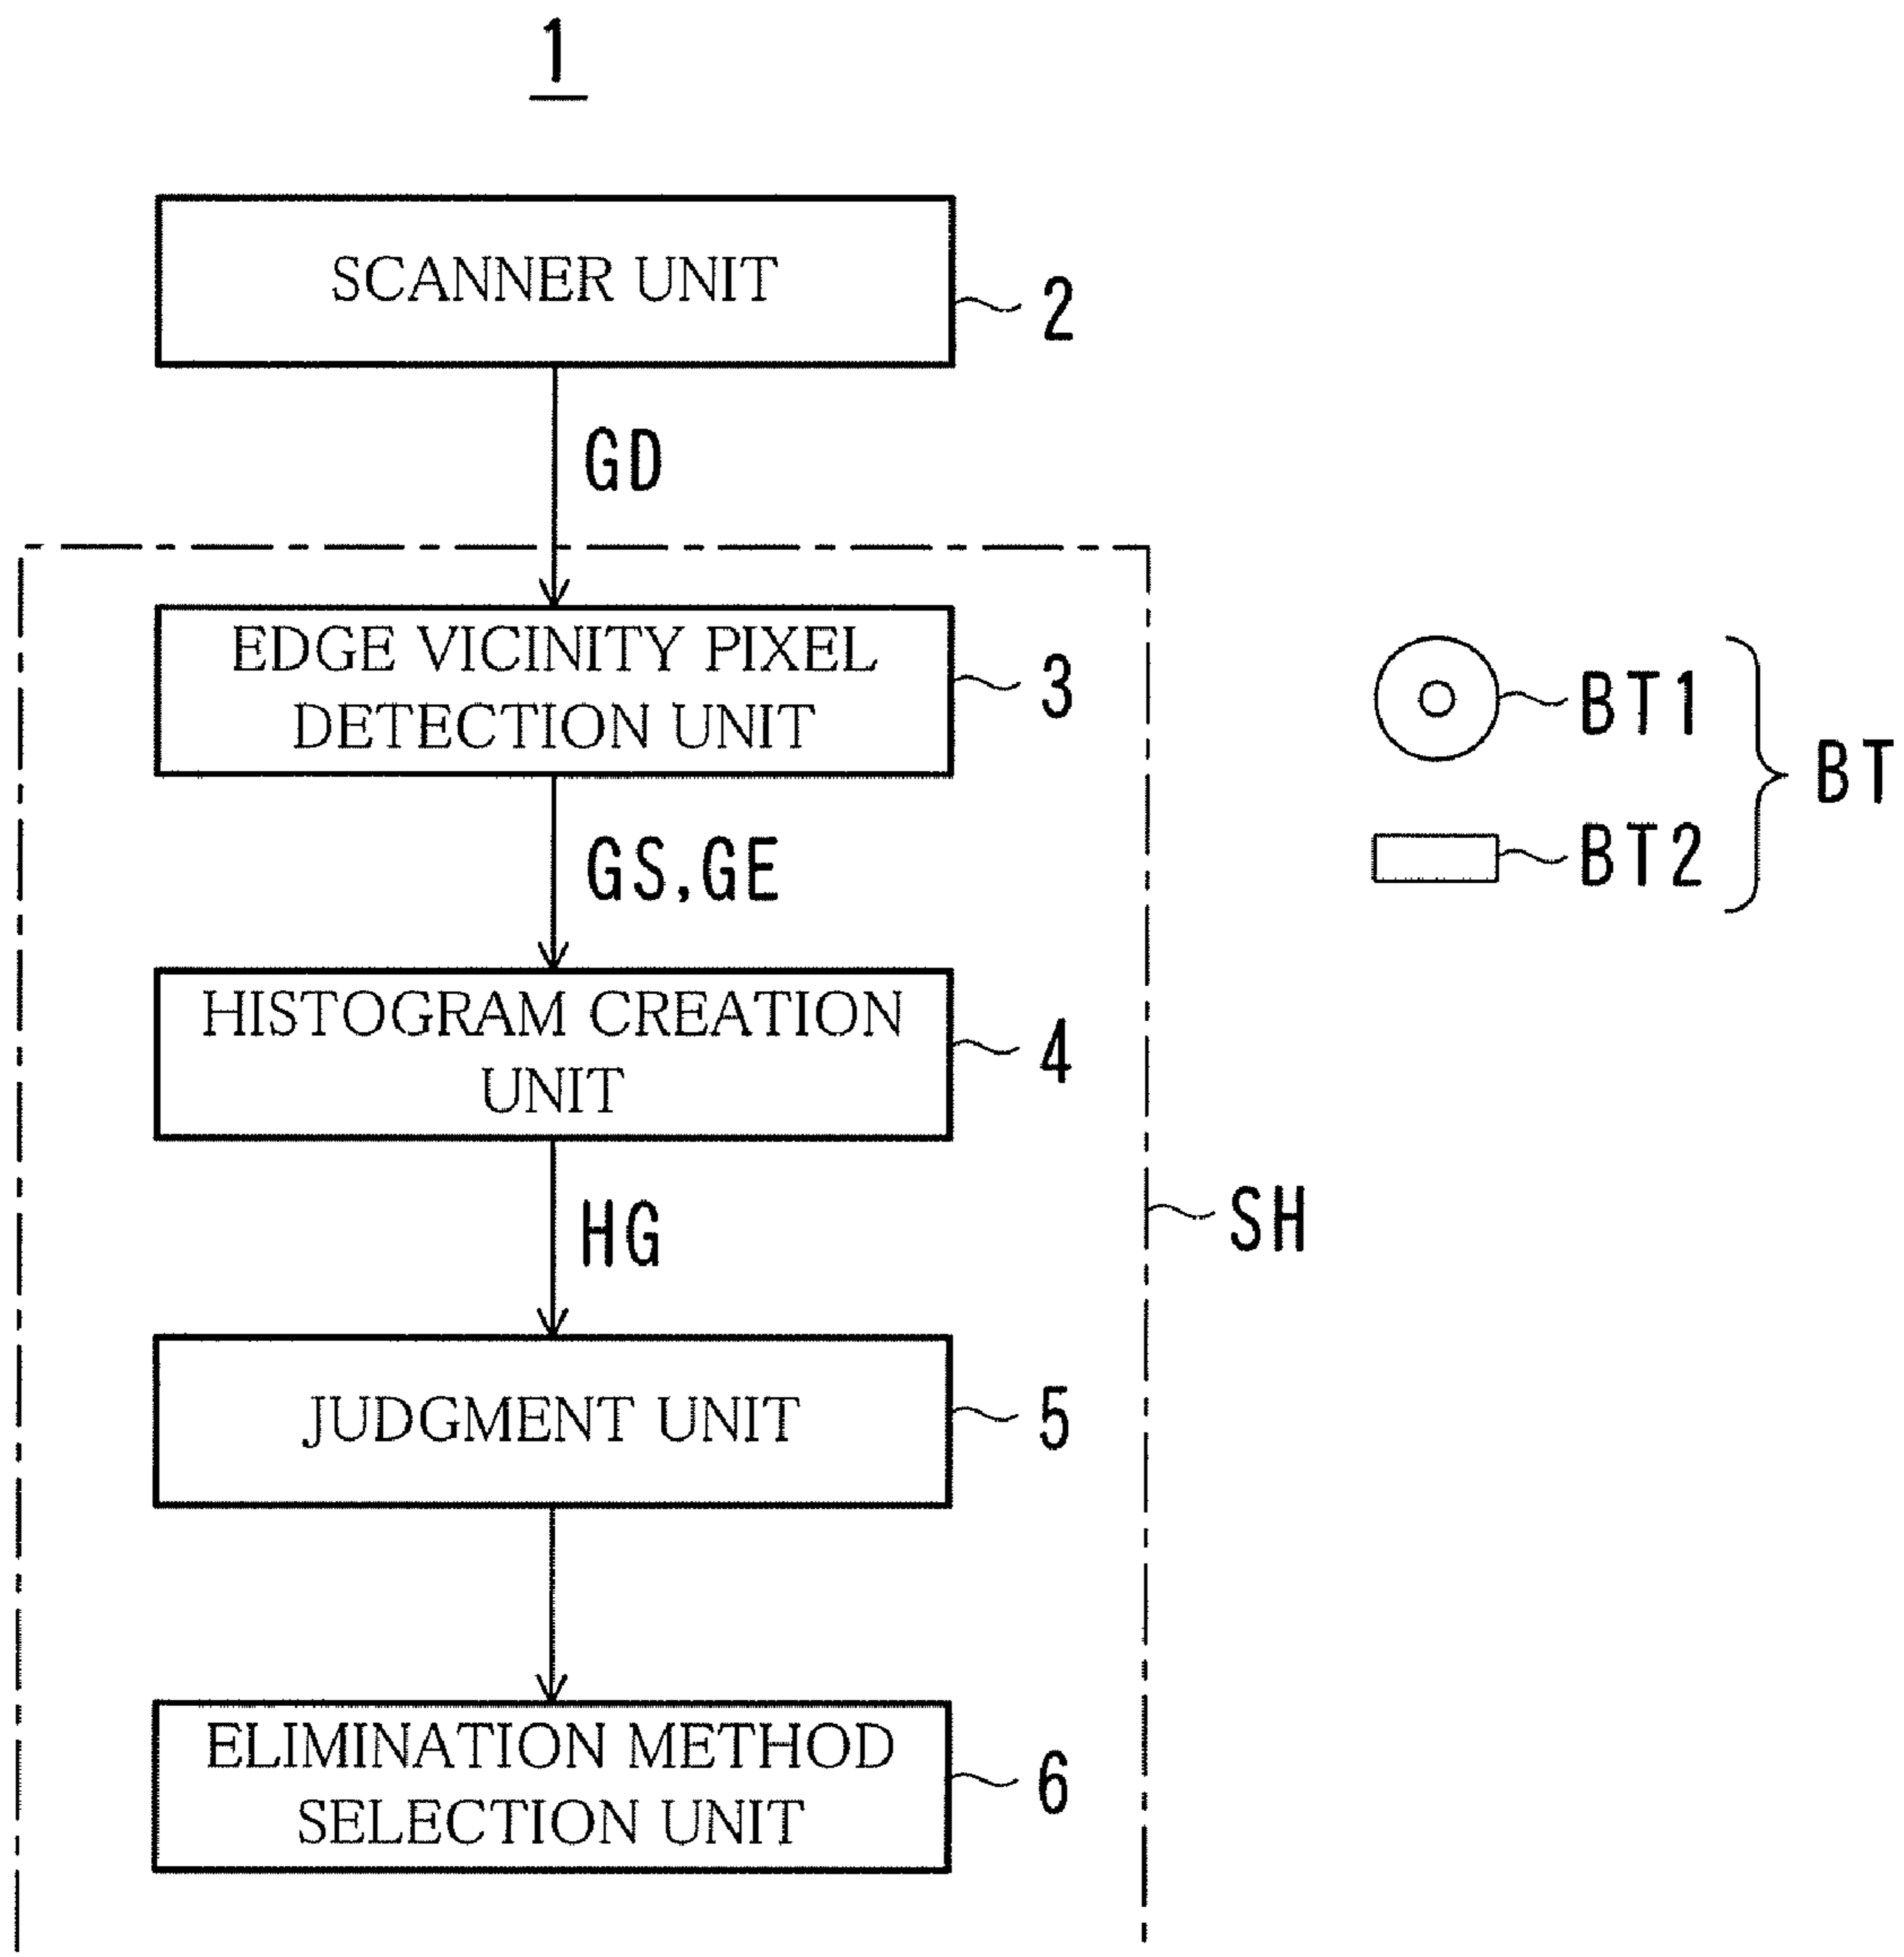 1
SCANNER UNIT
2
GD
EDGE VICINITY PIXEL
DETECTION UNIT
3
BT1
BT
BT2
GS,GE
HISTOGRAM CREATION
UNIT
4
HG
SH
JUDGMENT UNIT
5
ELIMINATION METHOD
SELECTION UNIT
6